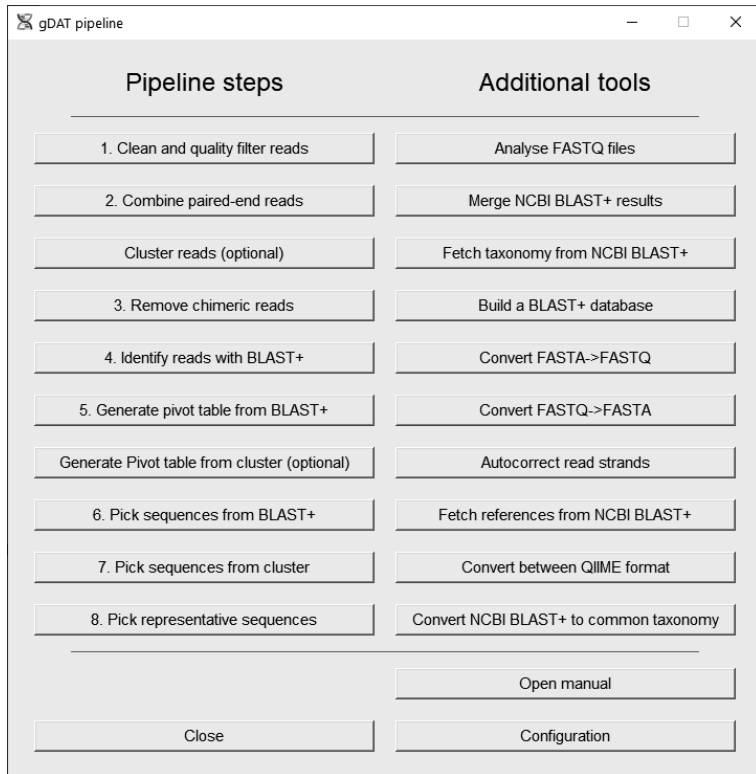 gDAT pipeline
Pipeline steps
Additional tools
1. Clean and quality filter reads
Analyse FASTQ files
2. Combine paired-end reads
Merge NCBI BLAST+ results
Cluster reads (optional)
Fetch taxonomy from NCBI BLAST+
3. Remove chimeric reads
Build a BLAST+ database
4. Identify reads with BLAST+
Convert FASTA->FASTQ
5. Generate pivot table from BLAST+
Convert FASTQ->FASTA
Generate Pivot table from cluster (optional)
Autocorrect read strands
6. Pick sequences from BLAST+
Fetch references from NCBI BLAST+
7. Pick sequences from cluster
Convert between QIIME format
8. Pick representative sequences
Convert NCBI BLAST+ to common taxonomy
Open manual
Close
Configuration